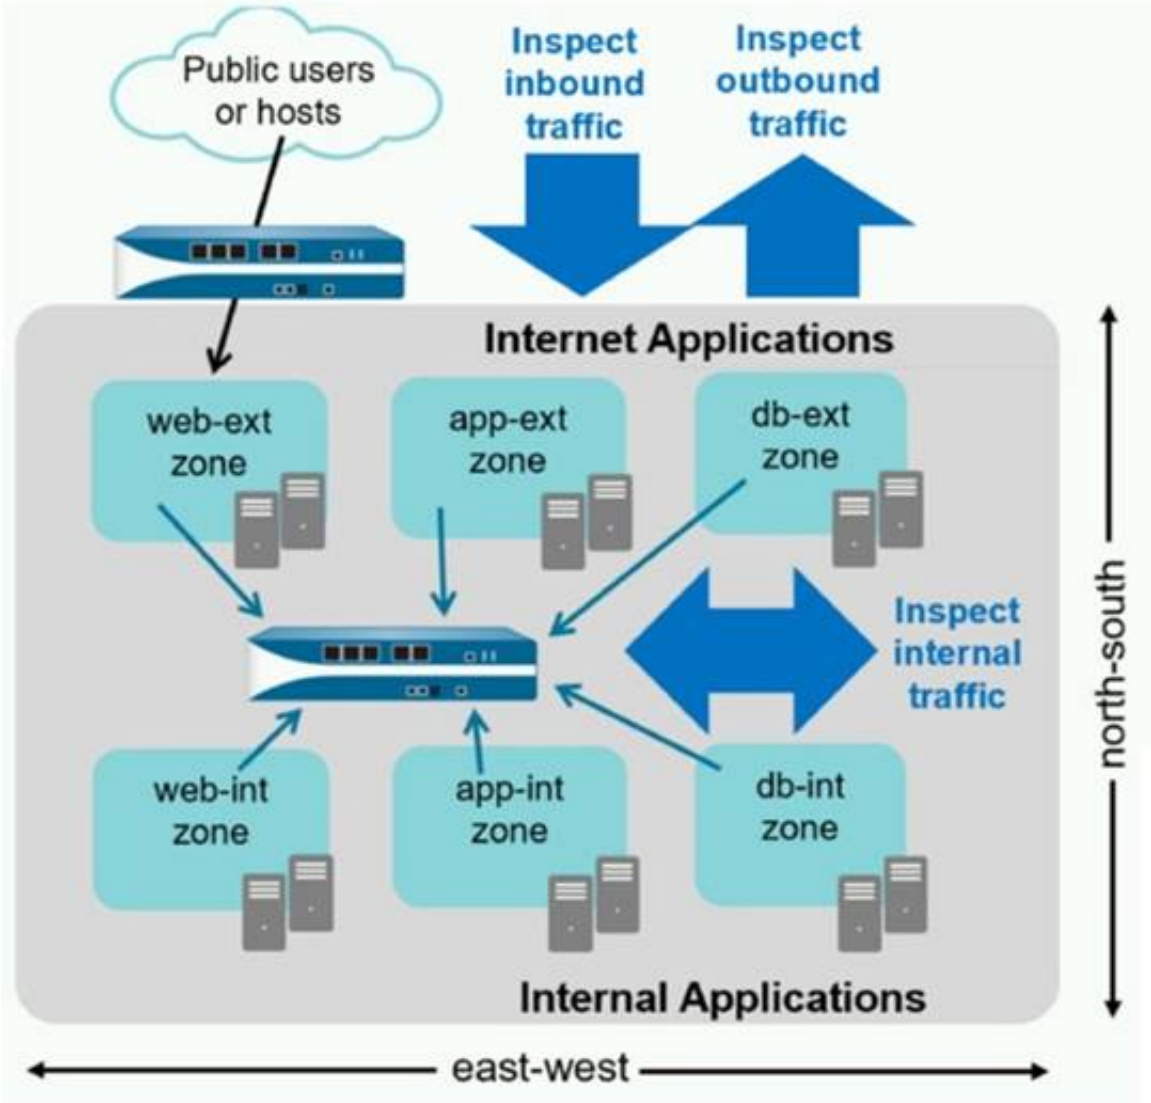 Public users
or hosts
Inspect
inbound
traffic
Inspect
outbound
traffic
Internet Applications
web-ext
zone
app-ext
zone
db-ext
zone
Inspect
internal
traffic
web-int
zone
app-int
zone
db-int
zone
Internal Applications
north-south
east-west